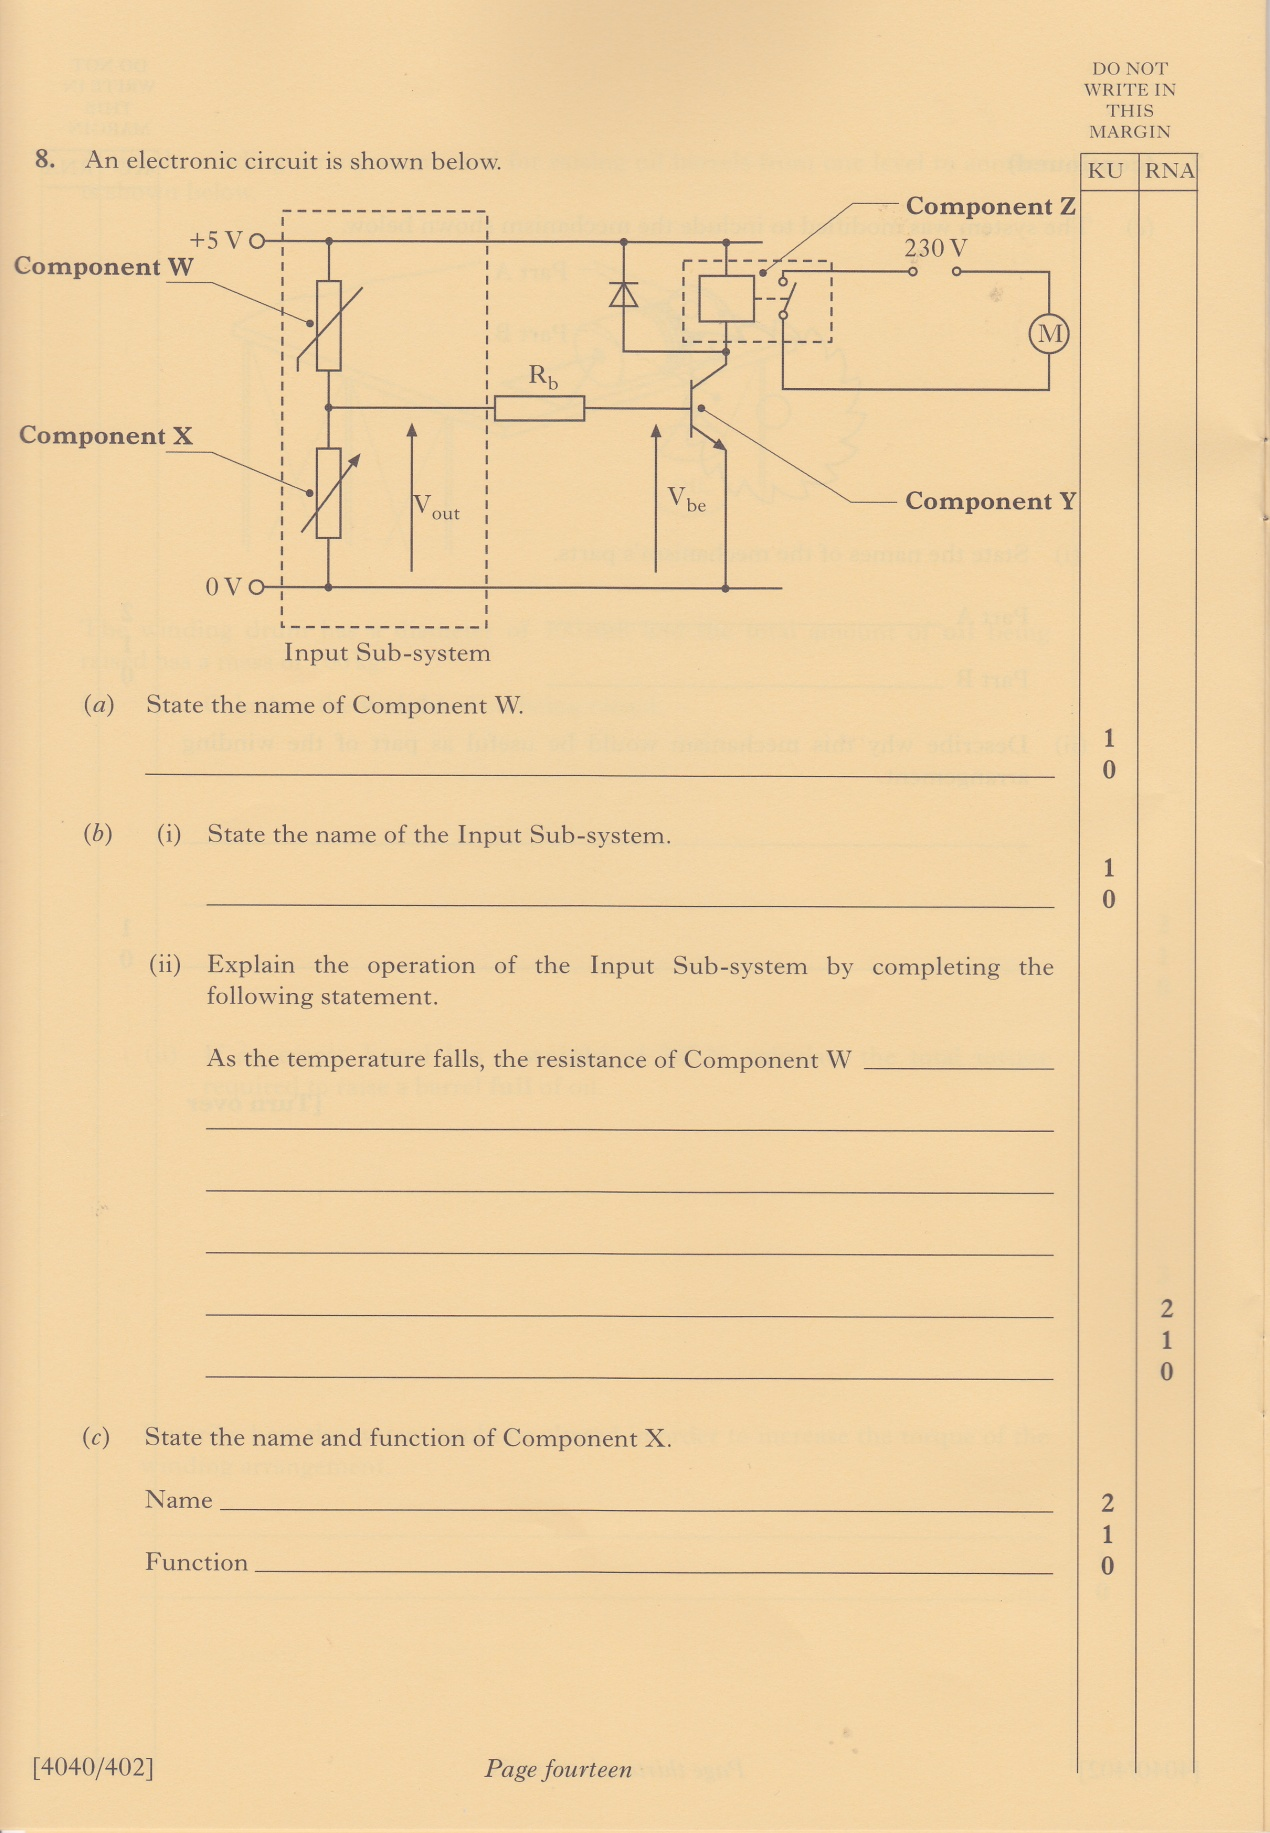 DO NOT
WRITE IN
THIS
MARGIN
KU RNA
8. An electronic circuit is shown below.
Component Z
+5 V
230 V
Component W
M
Rb
Component X
Vout
Vbe
Component Y
0 V
Input Sub-system
(a) State the name of Component W.
1
0
(b) (i) State the name of the Input Sub-system.
1
0
(ii) Explain the operation of the Input Sub-system by completing the
following statement.
As the temperature falls, the resistance of Component W
2
1
0
(c) State the name and function of Component X.
Name
2
1
Function
0
[4040/402]
Page fourteen